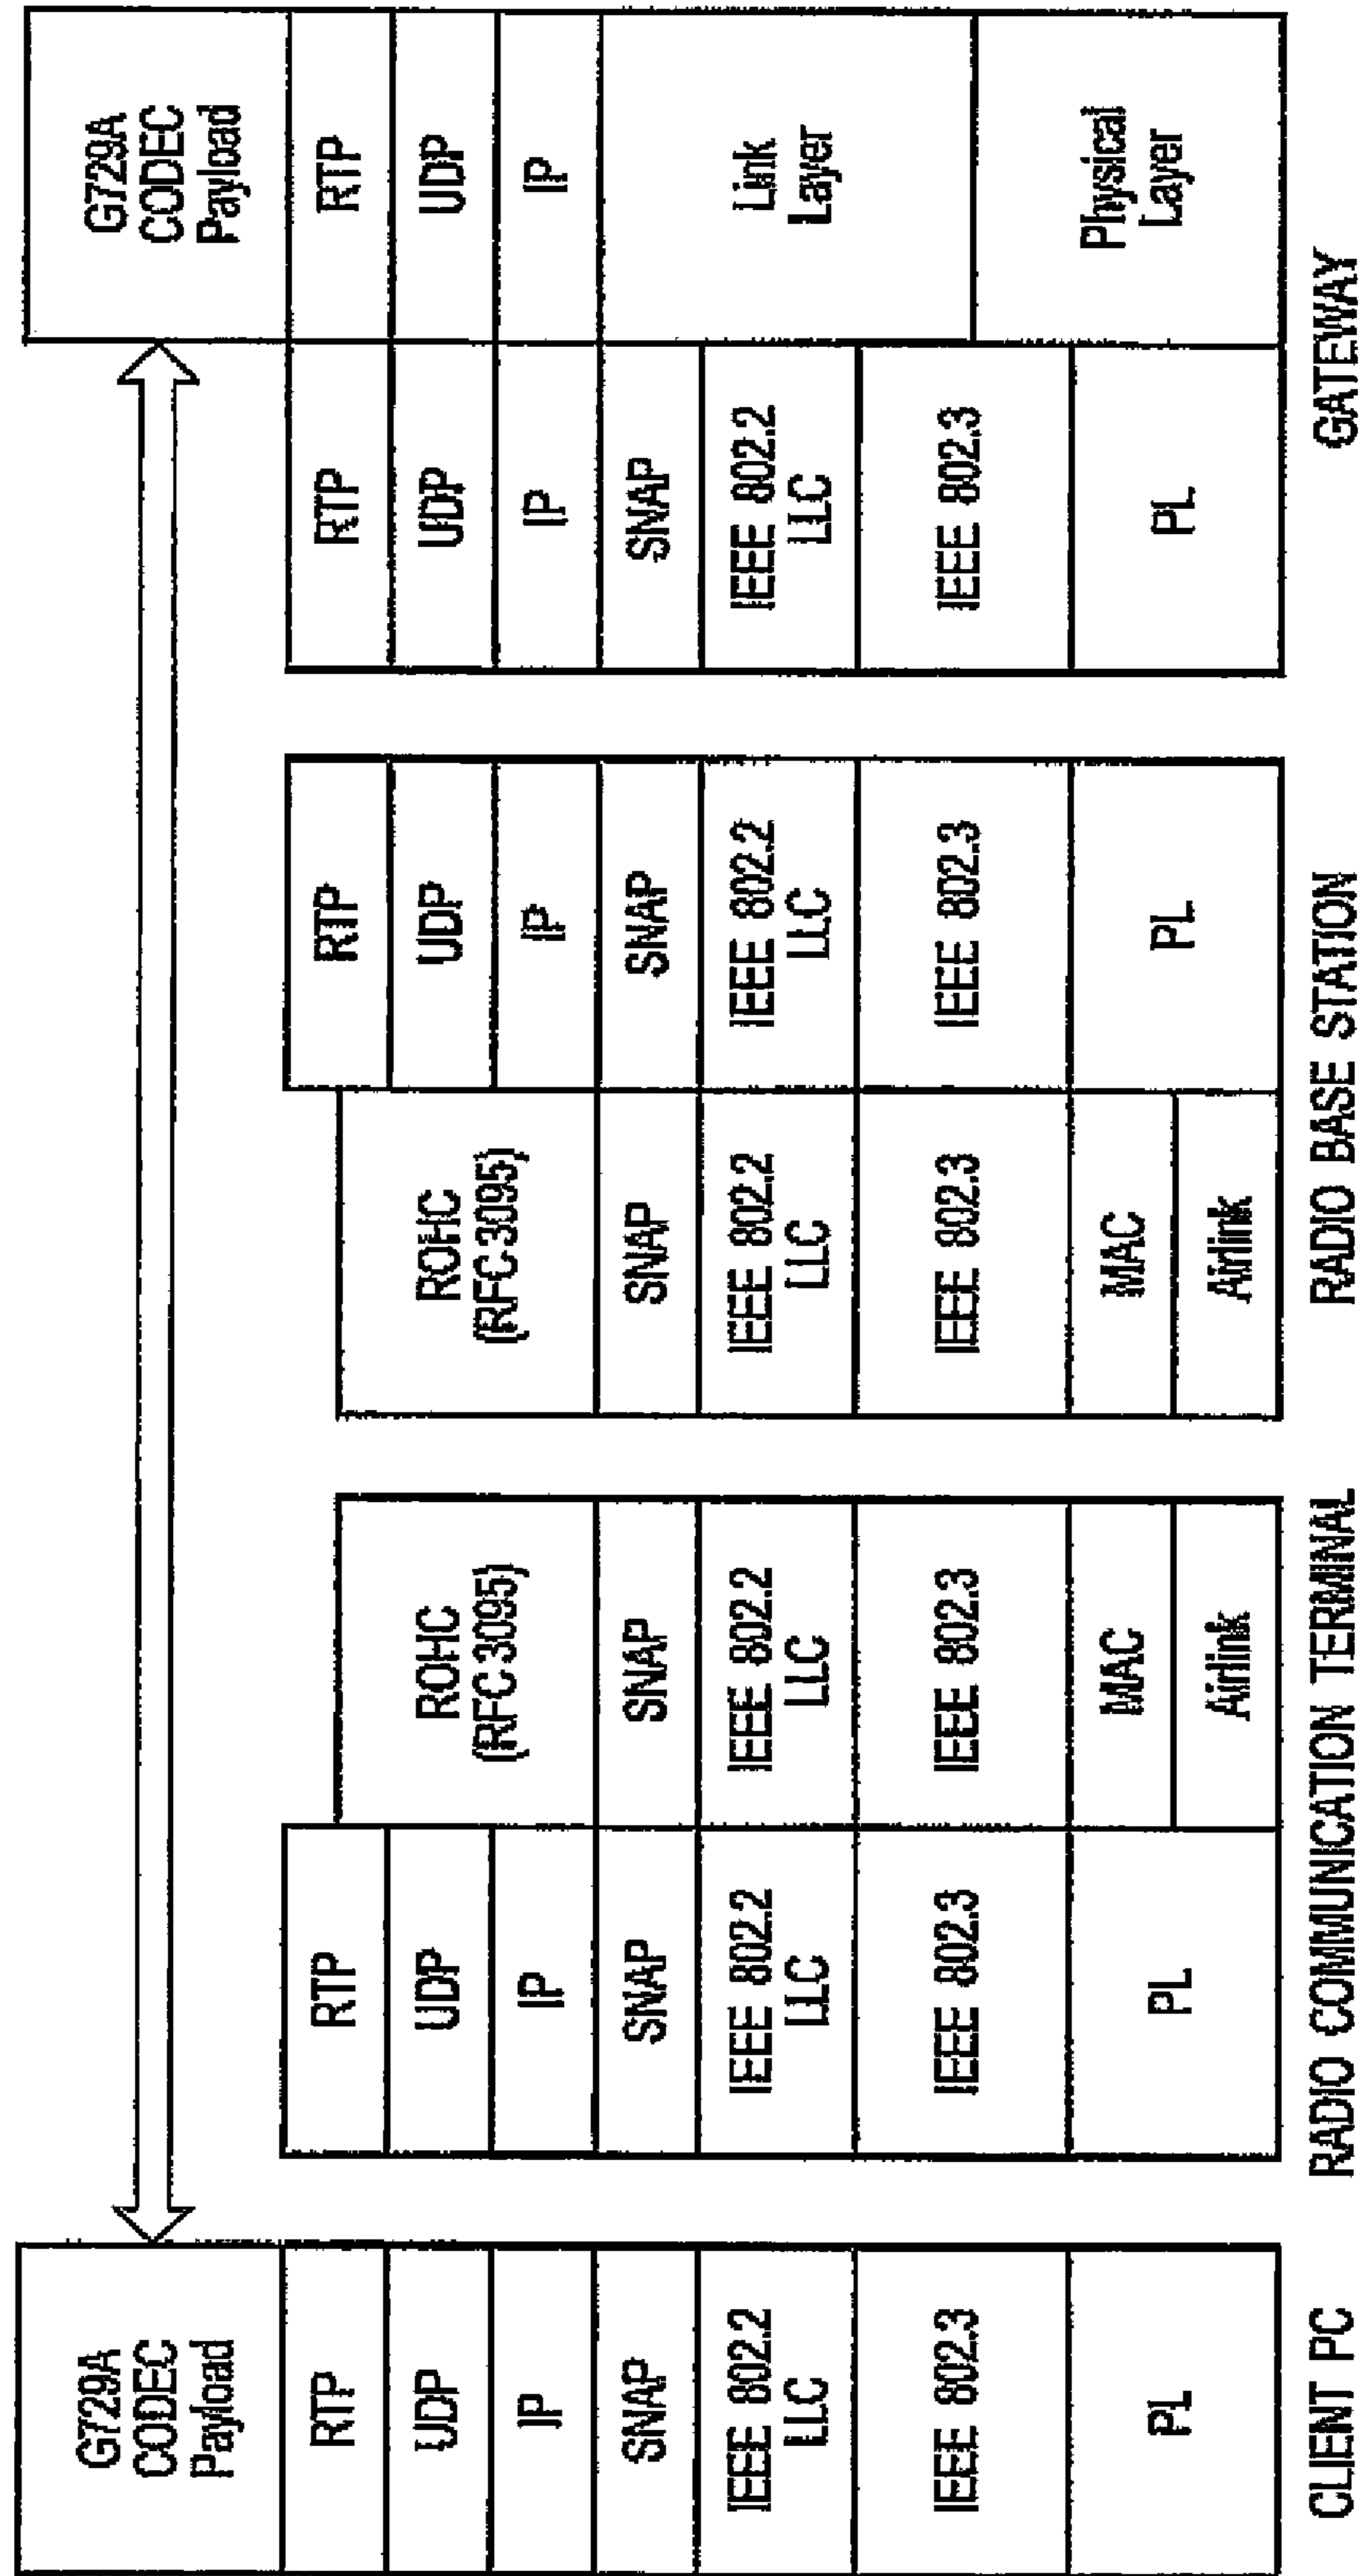 G729A
CODEC
Payload
RTP
UDP
IP
SNAP
IEEE 802.2
LLC
IEEE 802.3
PL
CLIENT PC
RTP
UDP
IP
SNAP
IEEE 802.2
LLC
IEEE 802.3
PL
ROHC
(RFC3095)
SNAP
IEEE 802.2
LLC
IEEE 802.3
MAC
Airlink
RADIO COMMUNICATION TERMINAL
ROHC
(RFC3095)
SNAP
IEEE 802.2
LLC
IEEE 802.3
MAC
Airlink
RTP
UDP
IP
SNAP
IEEE 802.2
LLC
IEEE 802.3
PL
RADIO BASE STATION
RTP
UDP
IP
SNAP
IEEE 802.2
LLC
IEEE 802.3
PL
G729A
CODEC
Payload
RTP
UDP
IP
Link
Layer
Physical
Layer
GATEWAY